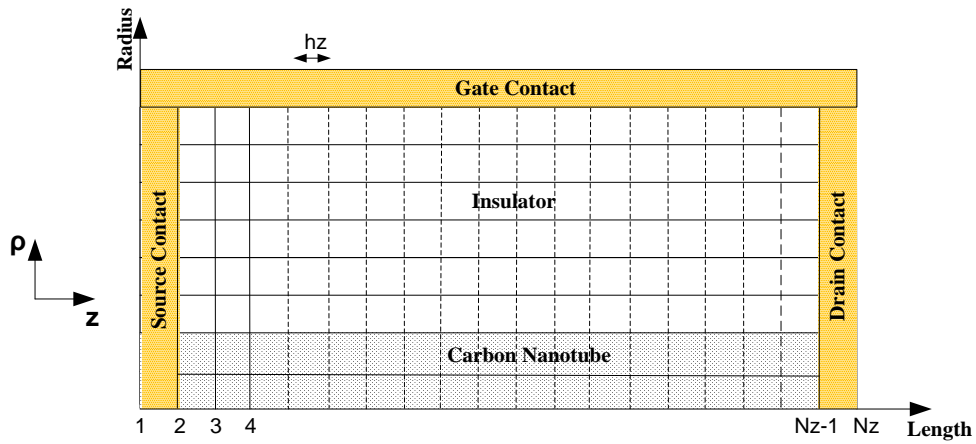 Radius
hz
Gate Contact
Source Contact
Insulator
Drain Contact
ρ
z
Carbon Nanotube
1 2 3 4 Nz-1 Nz Length